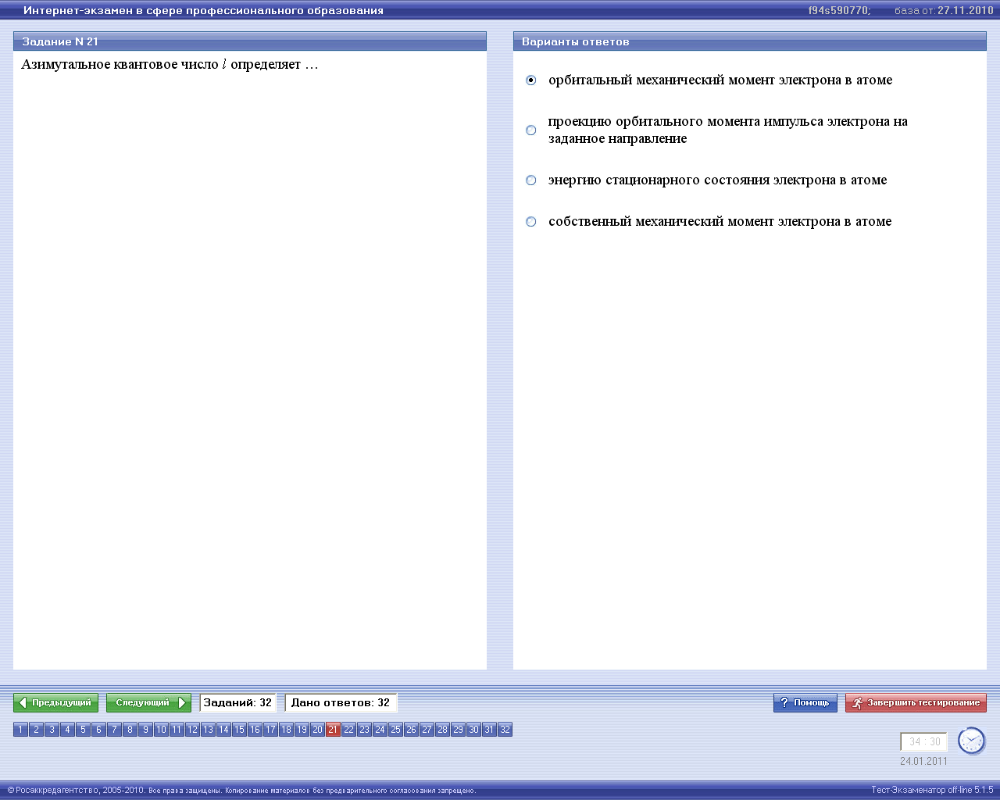 Интернет-экзамен в сфере профессионального образования
f94s590770; база от: 27.11.2010
Задание N 21
Азимутальное квантовое число l определяет …
Варианты ответов
орбитальный механический момент электрона в атоме
проекцию орбитального момента импульса электрона на
заданное направление
энергию стационарного состояния электрона в атоме
собственный механический момент электрона в атоме
Предыдущий Следующий Заданий: 32 Дано ответов: 32 ? Помощь Завершить тестирование
1 2 3 4 5 6 7 8 9 10 11 12 13 14 15 16 17 18 19 20 21 22 23 24 25 26 27 28 29 30 31 32
34 : 30
24.01.2011
© Росаккредагентство, 2005-2010. Все права защищены. Копирование материалов без предварительного согласования запрещено.
Тест-Экзаменатор off-line 5.1.5